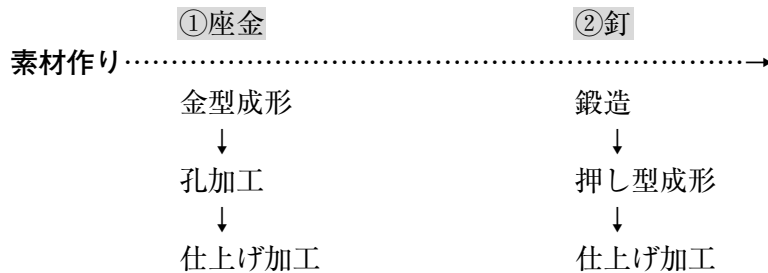 ①座金 ②釘
素材作り……………………………………………………………→
金型成形 鍛造
↓ ↓
孔加工 押し型成形
↓ ↓
仕上げ加工 仕上げ加工